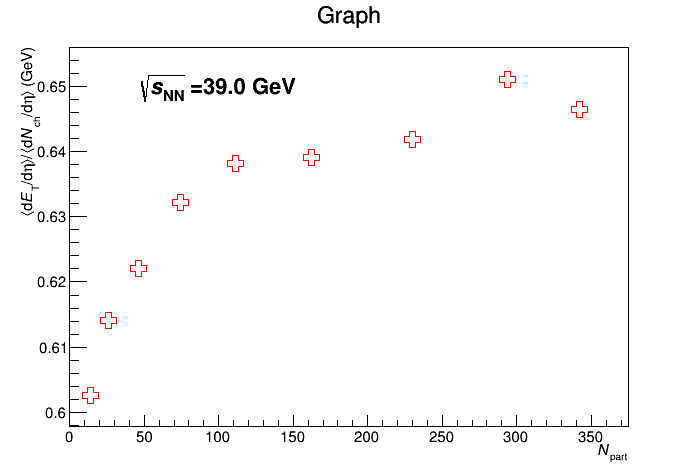 Graph
⟨dE_T/dη⟩/⟨dN_ch/dη⟩ (GeV)
√s_NN =39.0 GeV
0.65
0.64
0.63
0.62
0.61
0.6
0 50 100 150 200 250 300 350
N_part